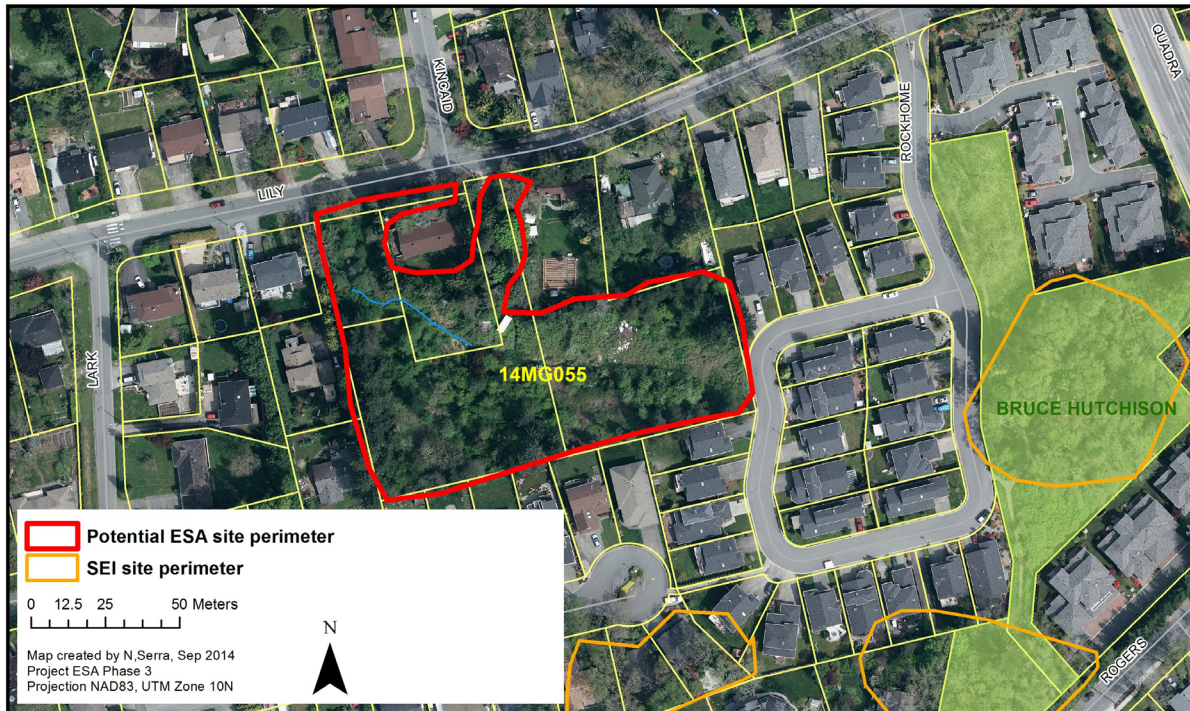 QUADRA
KINCAID
ROCKHOME
LILY
LARK
14MG055
BRUCE HUTCHISON
ROGERS
Potential ESA site perimeter
SEI site perimeter
0 12.5 25 50 Meters
N
Map created by N,Serra, Sep 2014
Project ESA Phase 3
Projection NAD83, UTM Zone 10N